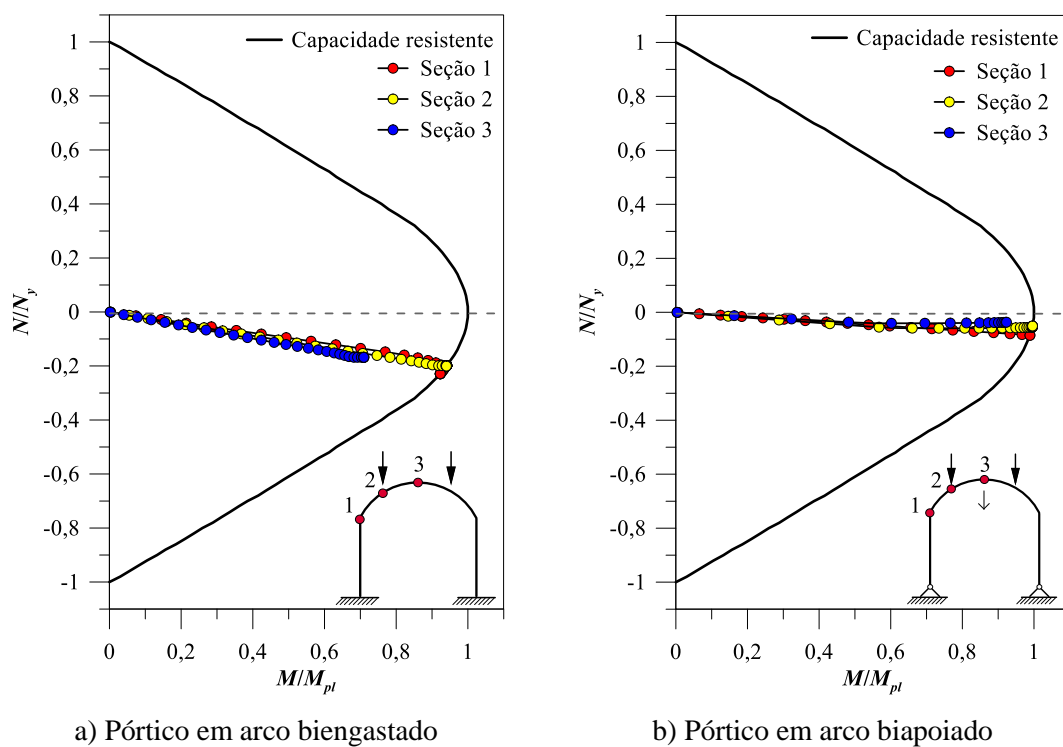 Capacidade resistente
Seção 1
Seção 2
Seção 3
1
0,8
0,6
0,4
0,2
0
-0,2
-0,4
-0,6
-0,8
-1
N/Ny
0 0,2 0,4 0,6 0,8 1
M/Mpl
1
2
3
a) Pórtico em arco biengastado
Capacidade resistente
Seção 1
Seção 2
Seção 3
1
0,8
0,6
0,4
0,2
0
-0,2
-0,4
-0,6
-0,8
-1
N/Ny
0 0,2 0,4 0,6 0,8 1
M/Mpl
1
2
3
b) Pórtico em arco biapoiado